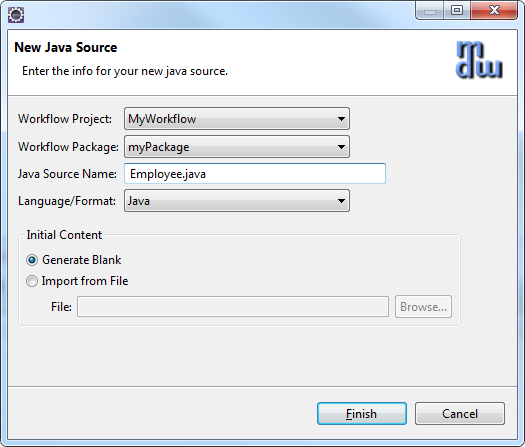 New Java Source
Enter the info for your new java source.
mdw
Workflow Project: MyWorkflow
Workflow Package: myPackage
Java Source Name: Employee.java
Language/Format: Java
Initial Content
Generate Blank
Import from File
File: Browse...
Finish Cancel